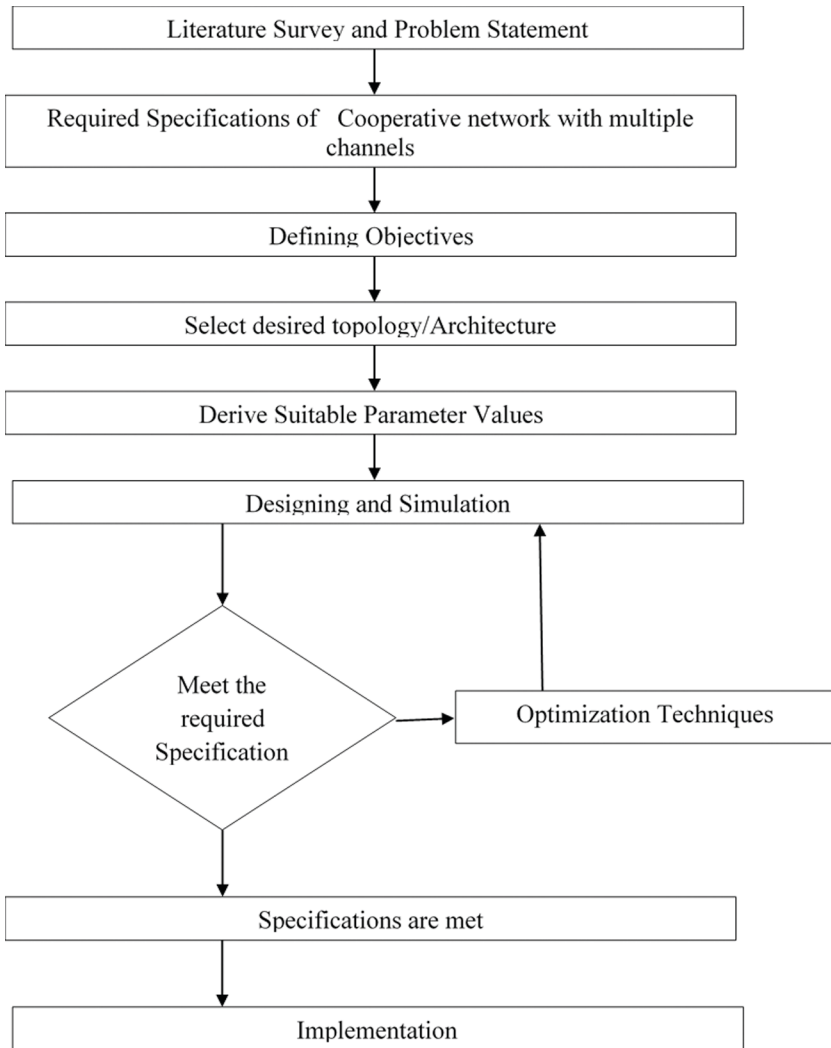 Literature Survey and Problem Statement
Required Specifications of Cooperative network with multiple
channels
Defining Objectives
Select desired topology/Architecture
Derive Suitable Parameter Values
Designing and Simulation
Meet the
required
Specification
Optimization Techniques
Specifications are met
Implementation